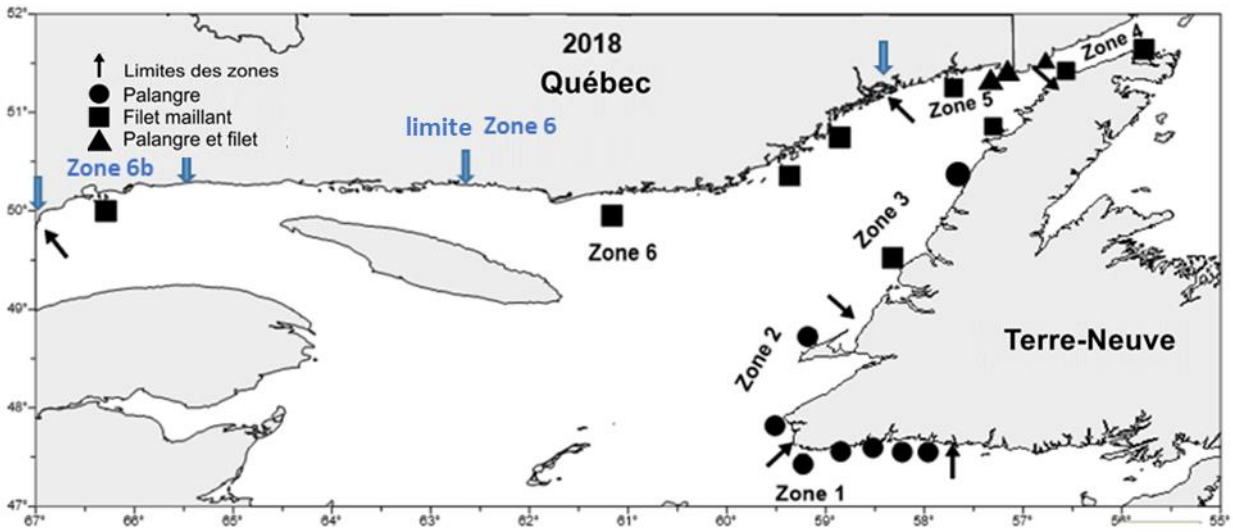 52°
2018
Québec
Limites des zones
Palangre
Filet maillant
Palangre et filet
51°
limite Zone 6
Zone 6b
Zone 4
Zone 5
50°
Zone 3
Zone 6
49°
Zone 2
Terre-Neuve
48°
Zone 1
47°
67° 66° 65° 64° 63° 62° 61° 60° 59° 58° 57° 56° 55°